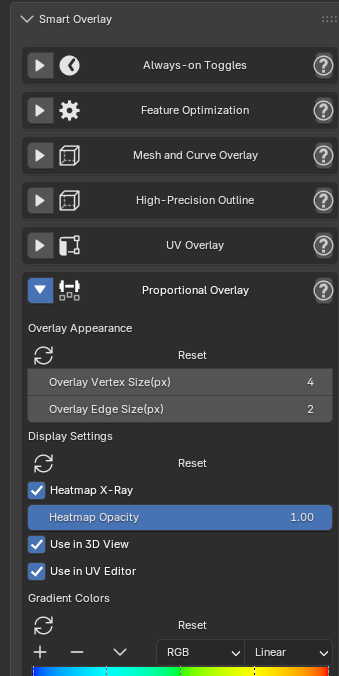 Smart Overlay
Always-on Toggles
Feature Optimization
Mesh and Curve Overlay
High-Precision Outline
UV Overlay
Proportional Overlay
Overlay Appearance
Reset
Overlay Vertex Size(px) 4
Overlay Edge Size(px) 2
Display Settings
Reset
Heatmap X-Ray
Heatmap Opacity 1.00
Use in 3D View
Use in UV Editor
Gradient Colors
Reset
RGB Linear